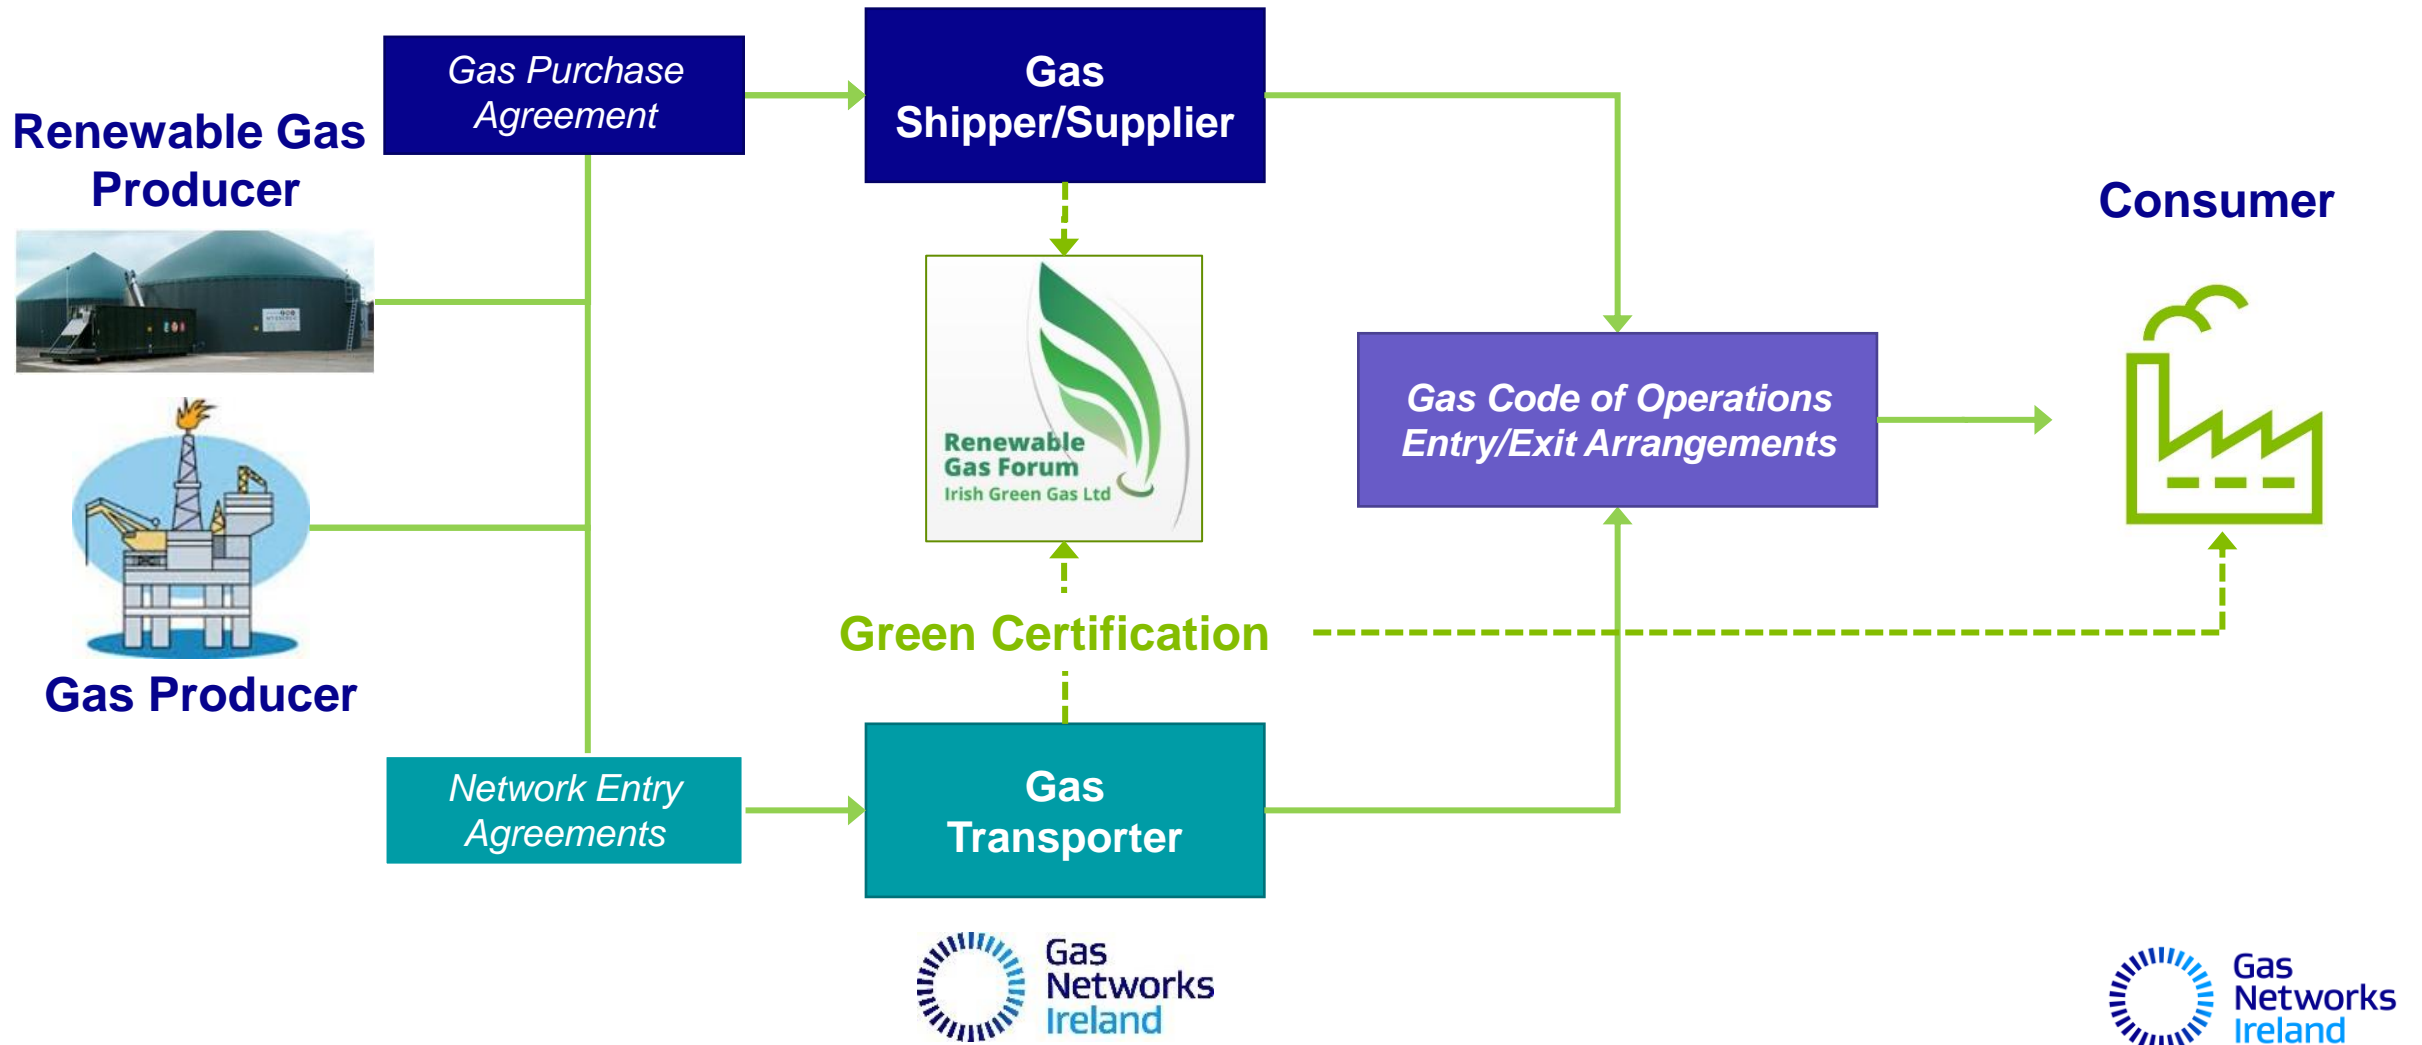 Gas Purchase
Agreement
Gas
Shipper/Supplier
Renewable Gas
Producer
Consumer
Gas Code of Operations
Entry/Exit Arrangements
Renewable
Gas Forum
Irish Green Gas Ltd
Green Certification
Gas Producer
Network Entry
Agreements
Gas
Transporter
Gas
Networks
Ireland
Gas
Networks
Ireland